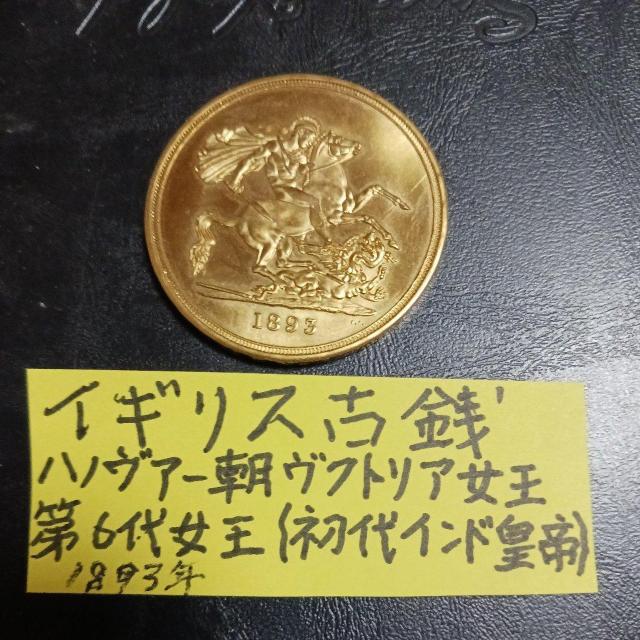 1893
イギリス古銭
ハノヴァー朝ヴクトリア女王
第6代女王(初代インド皇帝)
1893年